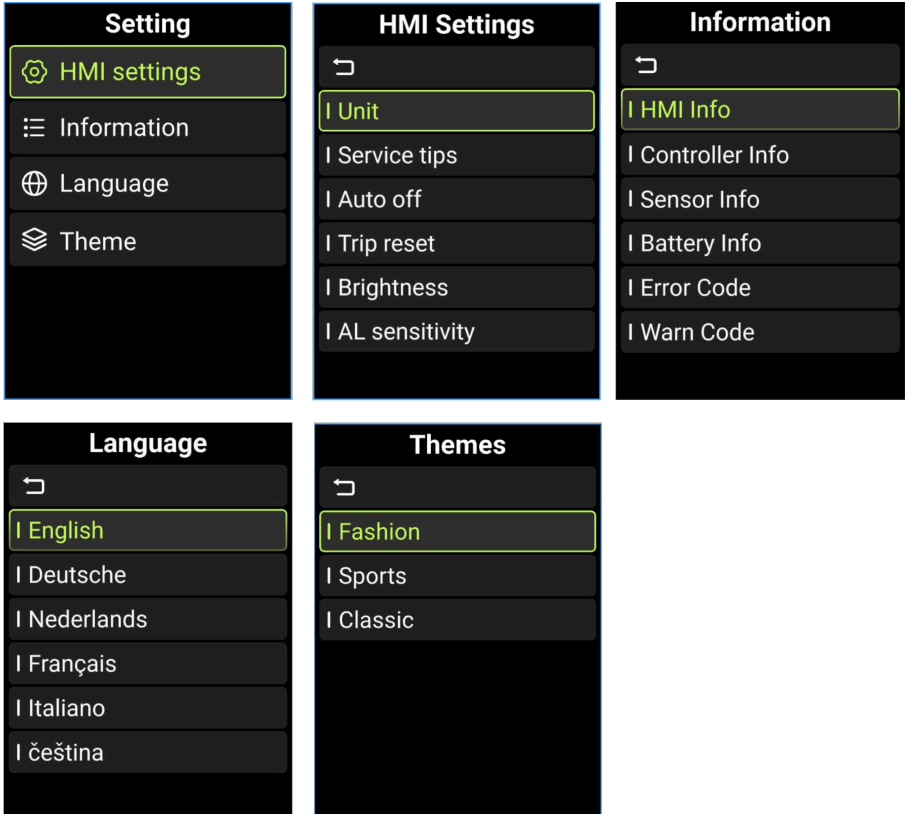 Setting
HMI settings
Information
Language
Theme
HMI Settings
Unit
Service tips
Auto off
Trip reset
Brightness
AL sensitivity
Information
HMI Info
Controller Info
Sensor Info
Battery Info
Error Code
Warn Code
Language
English
Deutsche
Nederlands
Français
Italiano
čeština
Themes
Fashion
Sports
Classic